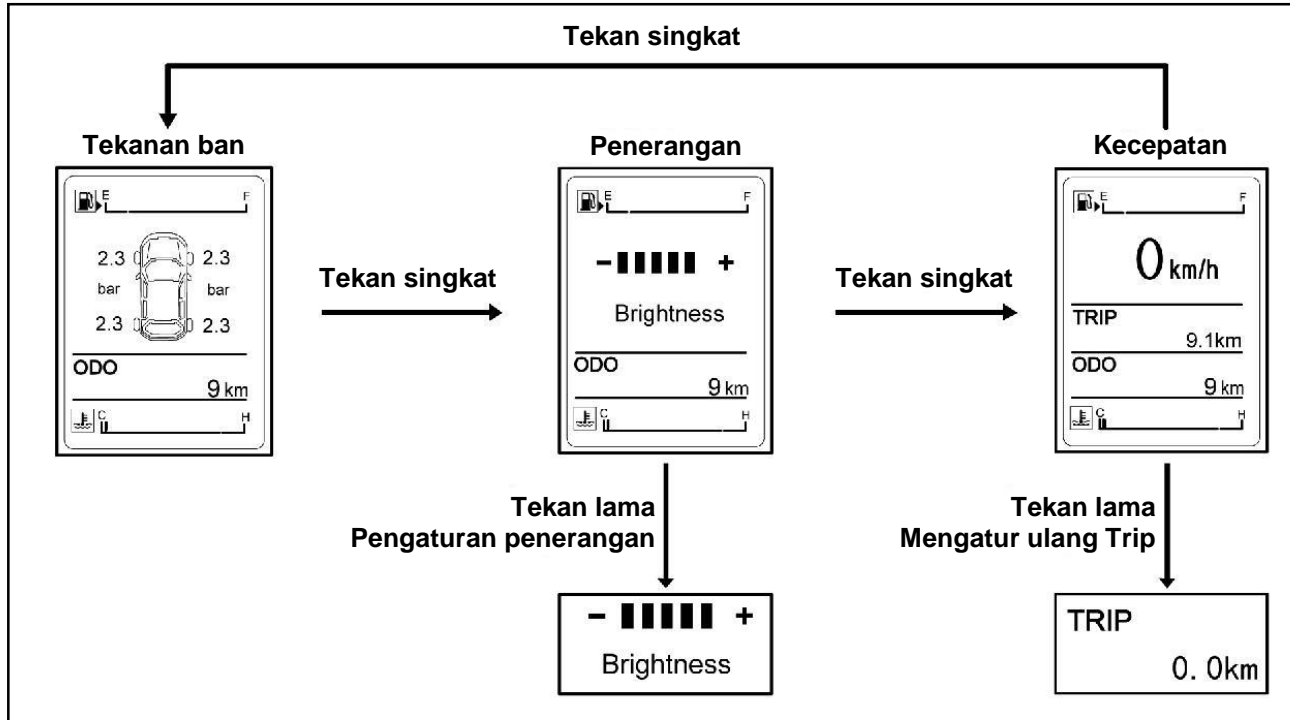 Tekan singkat
Tekanan ban
E F
2.3 2.3
bar bar
2.3 2.3
ODO
9 km
C H
Tekan singkat
Penerangan
E F
- +
Brightness
ODO
9 km
C H
Tekan singkat
Kecepatan
E F
0 km/h
TRIP
9.1km
ODO
9 km
C H
Tekan lama
Pengaturan penerangan
- +
Brightness
Tekan lama
Mengatur ulang Trip
TRIP
0.0km